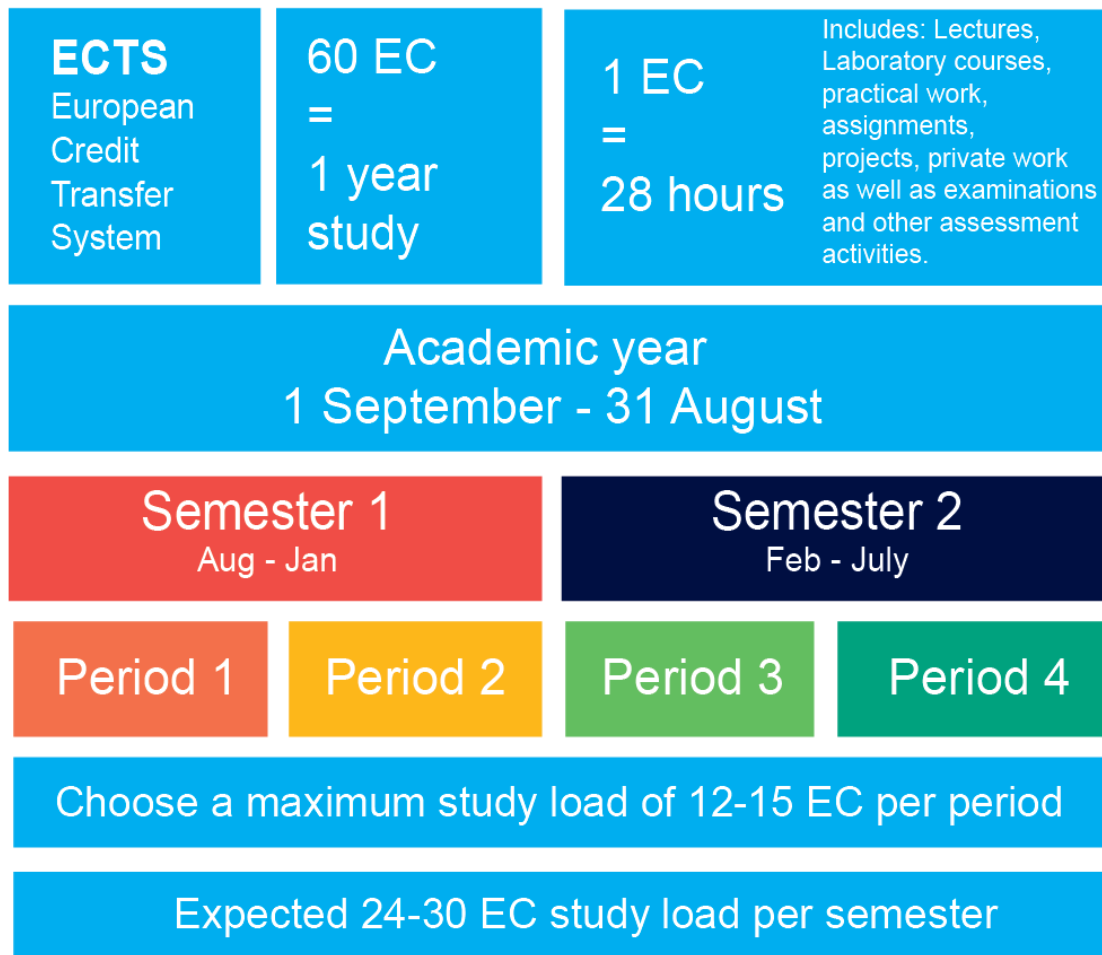 ECTS
European
Credit
Transfer
System
60 EC
=
1 year
study
1 EC
=
28 hours
Includes: Lectures,
Laboratory courses,
practical work,
assignments,
projects, private work
as well as examinations
and other assessment
activities.
Academic year
1 September - 31 August
Semester 1
Aug - Jan
Semester 2
Feb - July
Period 1
Period 2
Period 3
Period 4
Choose a maximum study load of 12-15 EC per period
Expected 24-30 EC study load per semester